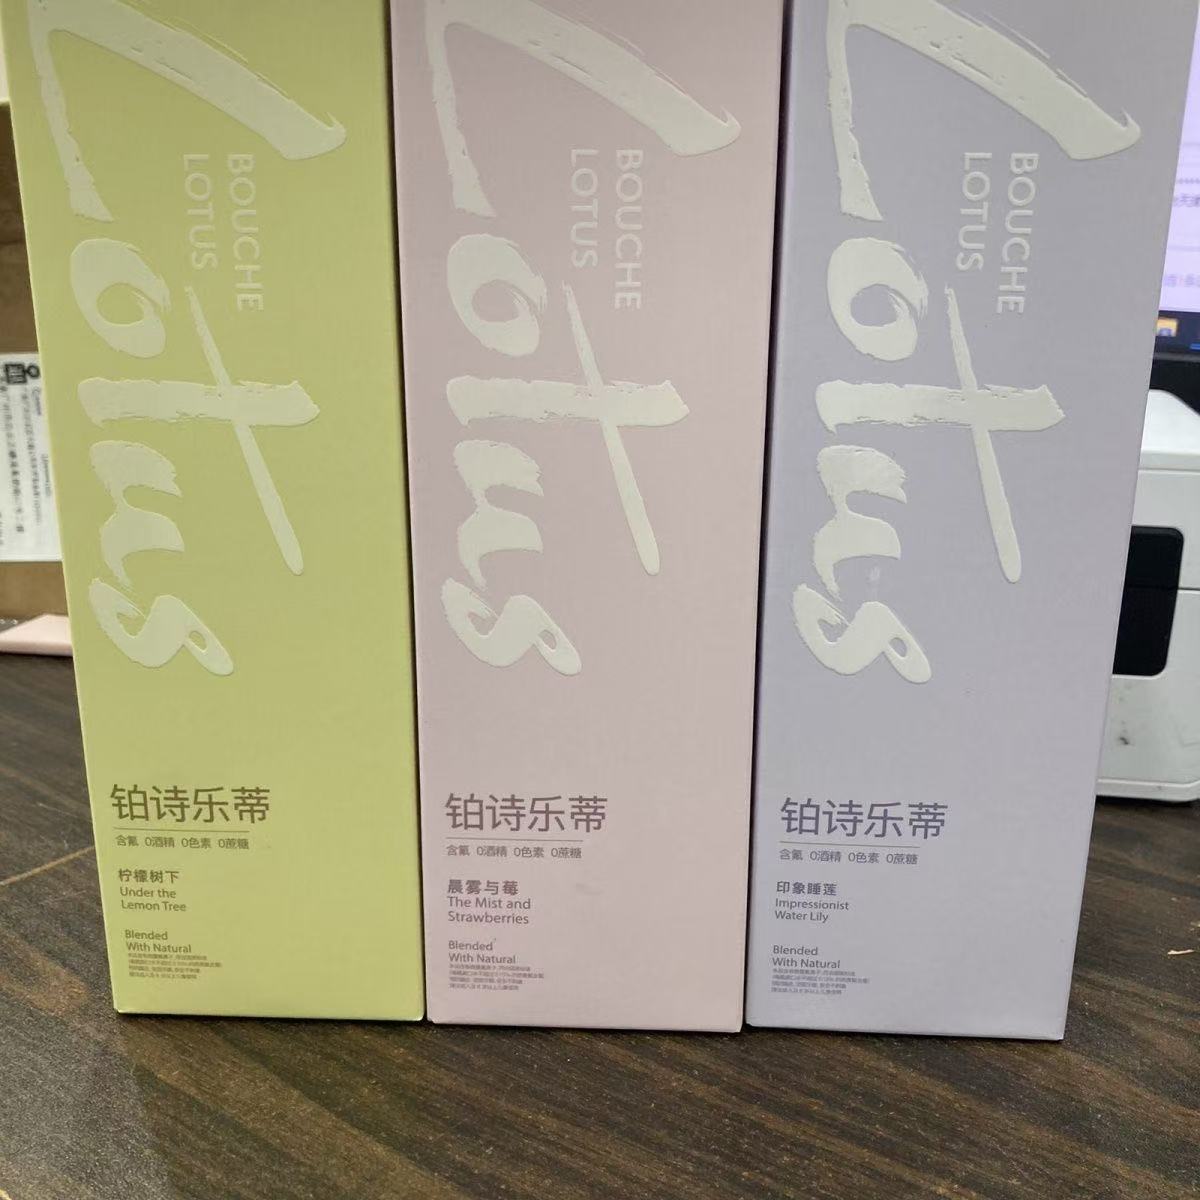 Lotus
BOUCHE
LOTUS
铂诗乐蒂
含氟 0酒精 0色素 0蔗糖
柠檬树下
Under the
Lemon Tree
Blended
With Natural
Lotus
BOUCHE
LOTUS
铂诗乐蒂
含氟 0酒精 0色素 0蔗糖
晨雾与莓
The Mist and
Strawberries
Blended
With Natural
Lotus
BOUCHE
LOTUS
铂诗乐蒂
含氟 0酒精 0色素 0蔗糖
印象睡莲
Impressionist
Water Lily
Blended
With Natural